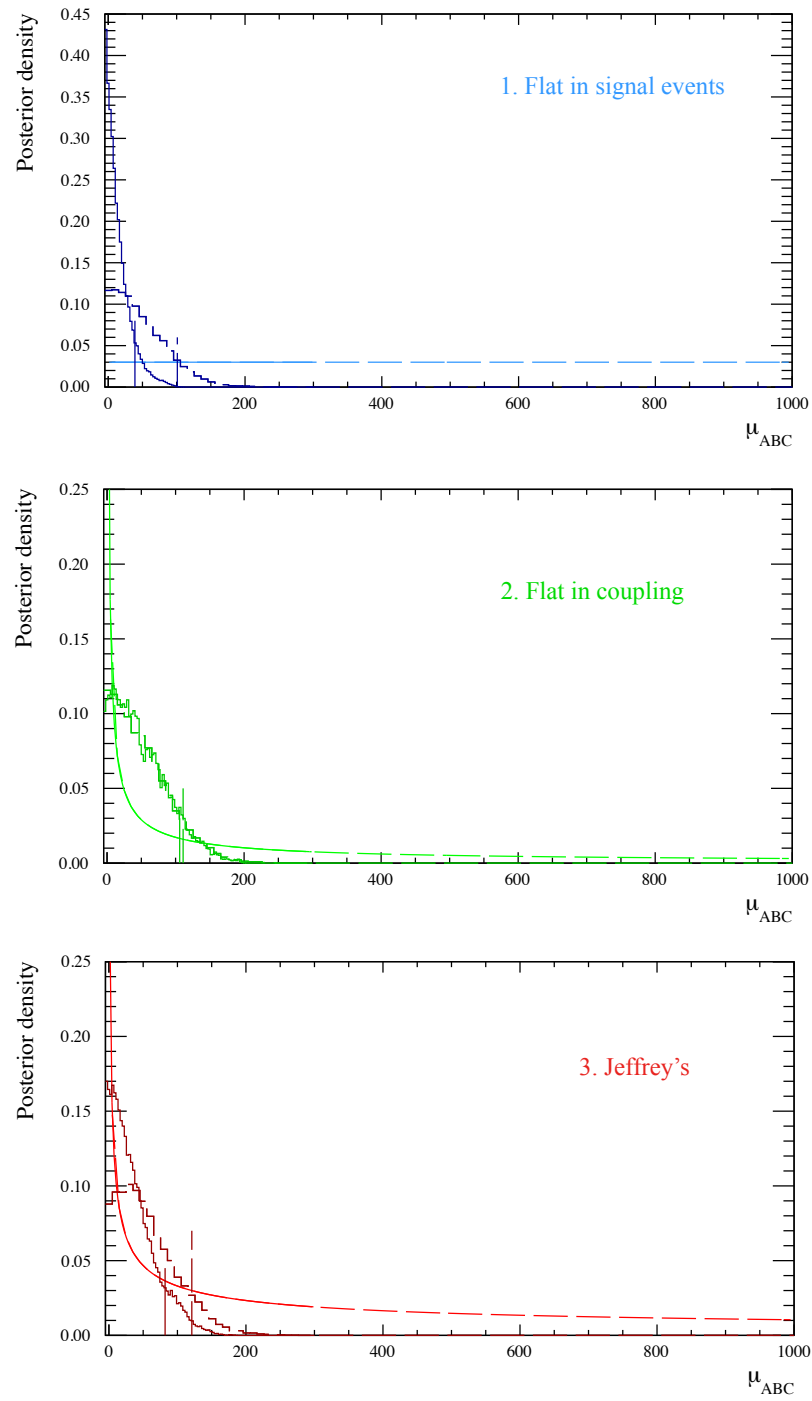 Posterior density
0.45
0.40
0.35
0.30
0.25
0.20
0.15
0.10
0.05
0.00
1. Flat in signal events
0 200 400 600 800 1000
μ_ABC
Posterior density
0.25
0.20
0.15
0.10
0.05
0.00
2. Flat in coupling
0 200 400 600 800 1000
μ_ABC
Posterior density
0.25
0.20
0.15
0.10
0.05
0.00
3. Jeffrey's
0 200 400 600 800 1000
μ_ABC